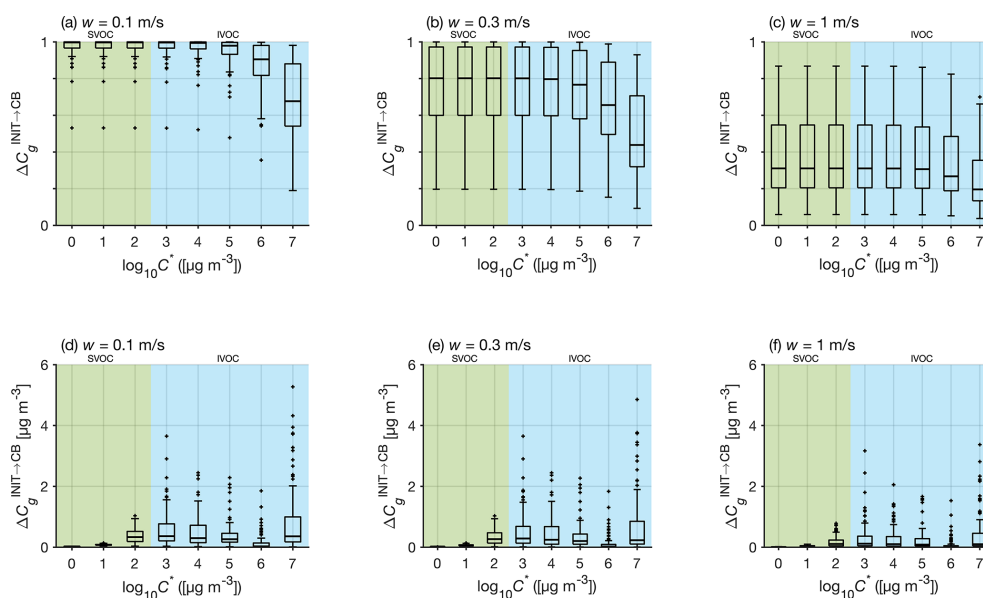 (a) w = 0.1 m/s
SVOC IVOC
1
0
ΔC_g^INIT→CB
0 1 2 3 4 5 6 7
log₁₀C* ([μg m⁻³])
(b) w = 0.3 m/s
SVOC IVOC
1
0
ΔC_g^INIT→CB
0 1 2 3 4 5 6 7
log₁₀C* ([μg m⁻³])
(c) w = 1 m/s
SVOC IVOC
1
0
ΔC_g^INIT→CB
0 1 2 3 4 5 6 7
log₁₀C* ([μg m⁻³])
(d) w = 0.1 m/s
SVOC IVOC
6
4
2
0
ΔC_g^INIT→CB [μg m⁻³]
0 1 2 3 4 5 6 7
log₁₀C* ([μg m⁻³])
(e) w = 0.3 m/s
SVOC IVOC
6
4
2
0
ΔC_g^INIT→CB [μg m⁻³]
0 1 2 3 4 5 6 7
log₁₀C* ([μg m⁻³])
(f) w = 1 m/s
SVOC IVOC
6
4
2
0
ΔC_g^INIT→CB [μg m⁻³]
0 1 2 3 4 5 6 7
log₁₀C* ([μg m⁻³])